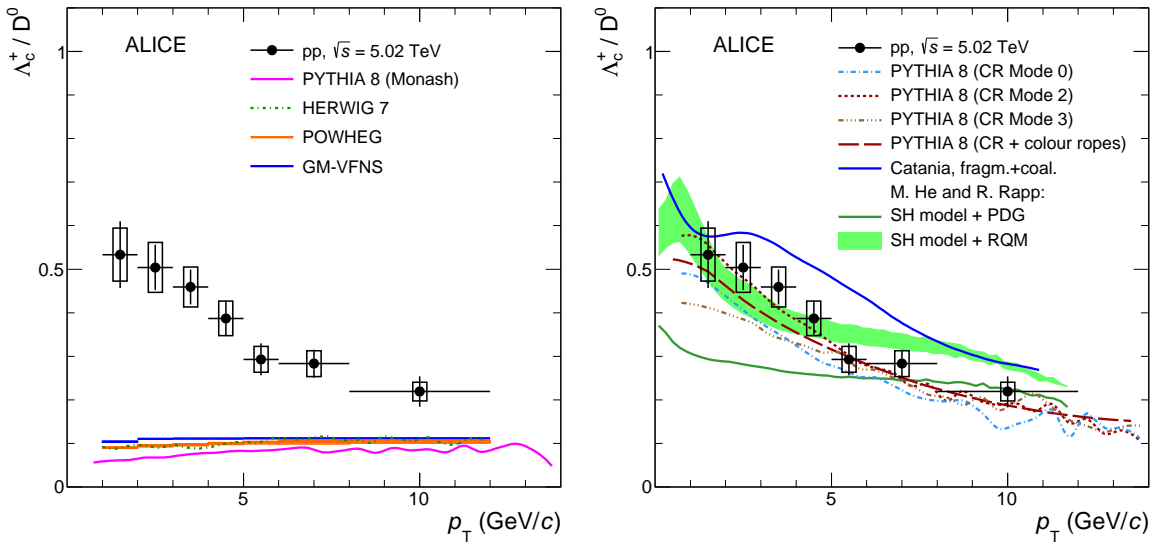 Λc+ / D0
1
0.5
0
ALICE
pp, √s = 5.02 TeV
PYTHIA 8 (Monash)
HERWIG 7
POWHEG
GM-VFNS
5
10
pT (GeV/c)
Λc+ / D0
1
0.5
0
ALICE
pp, √s = 5.02 TeV
PYTHIA 8 (CR Mode 0)
PYTHIA 8 (CR Mode 2)
PYTHIA 8 (CR Mode 3)
PYTHIA 8 (CR + colour ropes)
Catania, fragm.+coal.
M. He and R. Rapp:
SH model + PDG
SH model + RQM
5
10
pT (GeV/c)